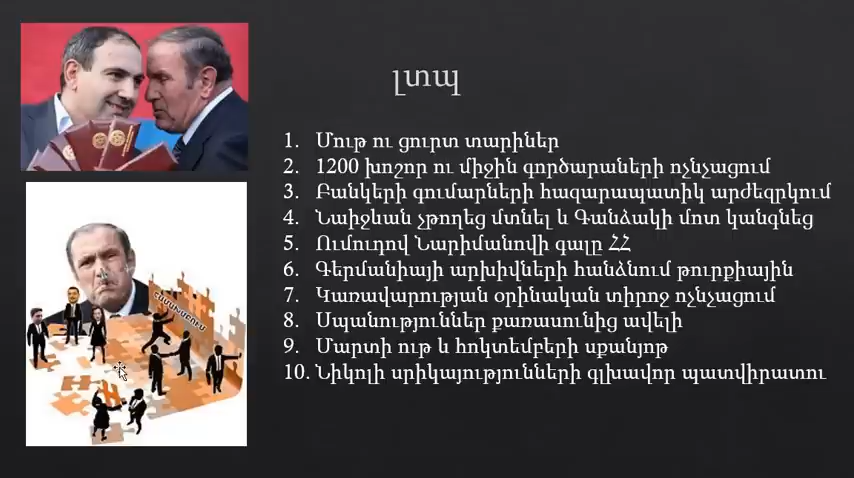 լտպ
1. Մութ ու ցուրտ տարիներ
2. 1200 խոշոր ու միջին գործարաների ոչնչացում
3. Բանկերի գումարների հազարապատիկ արժեզրկում
4. Նաիջևան չթողեց մտնել և Գանձակի մոտ կանգնեց
5. Ումուդով Նարիմանովի գալը ՀՀ
6. Գերմանիայի արխիվների հանձնում թուրքիային
7. Կառավարության օրինական տիրոջ ոչնչացում
8. Սպանություններ քառասունից ավելի
9. Մարտի ութ և հոկտեմբերի սքանյոթ
10. Նիկոլի սրիկայությունների գլխավոր պատվիրատու